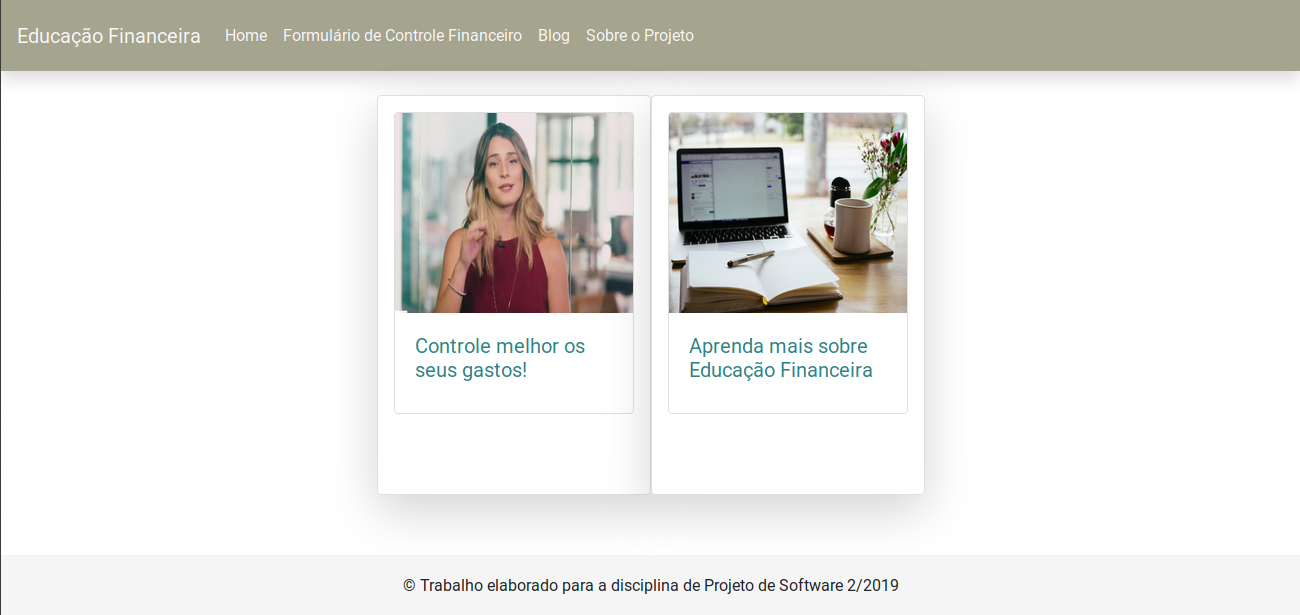 Educação Financeira Home Formulário de Controle Financeiro Blog Sobre o Projeto
Controle melhor os
seus gastos!
Aprenda mais sobre
Educação Financeira
© Trabalho elaborado para a disciplina de Projeto de Software 2/2019